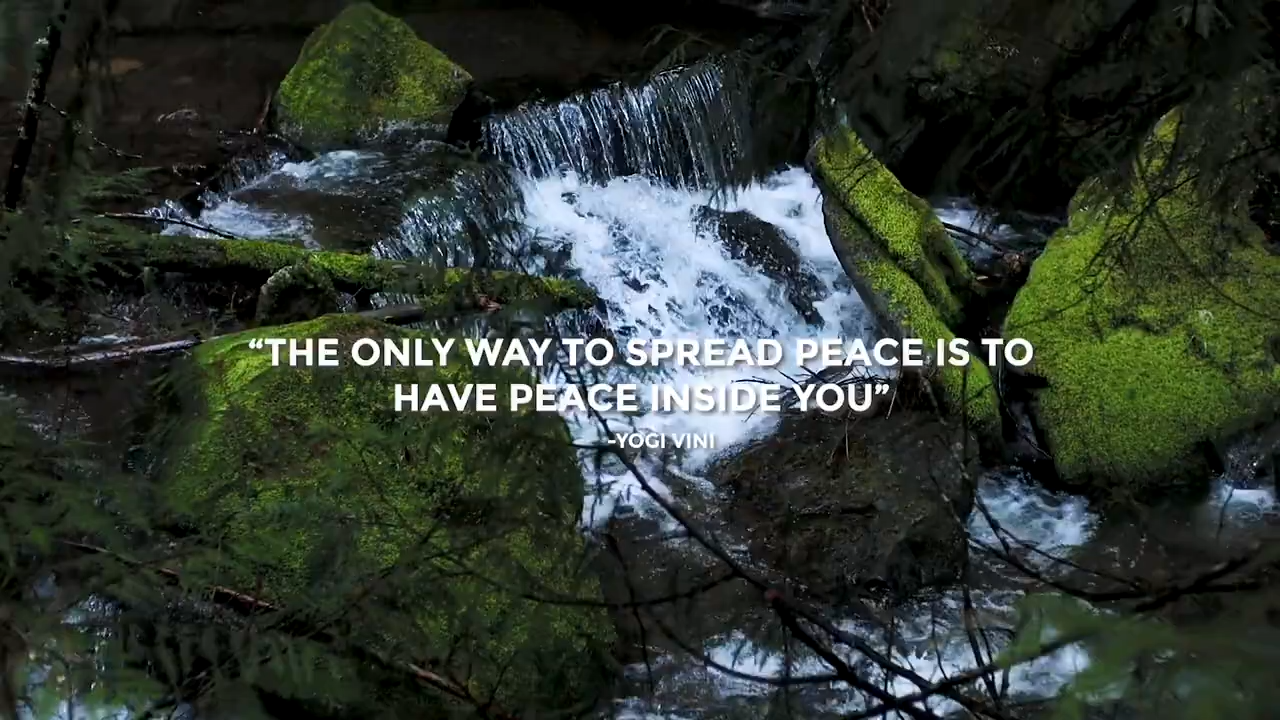 “THE ONLY WAY TO SPREAD PEACE IS TO
HAVE PEACE INSIDE YOU”
-YOGI VINI